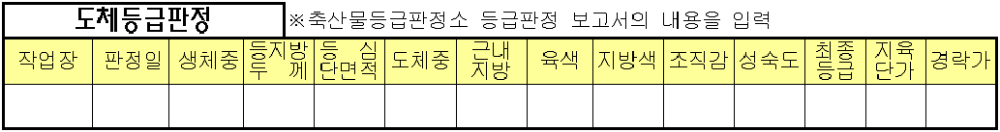 도체등급판정 ※축산물등급판정소 등급판정 보고서의 내용을 입력
작업장 판정일 생체중 등지방두 께 등 심단면적 도체중 근내지방 육색 지방색 조직감 성숙도 최종등급 지육단가 경락가